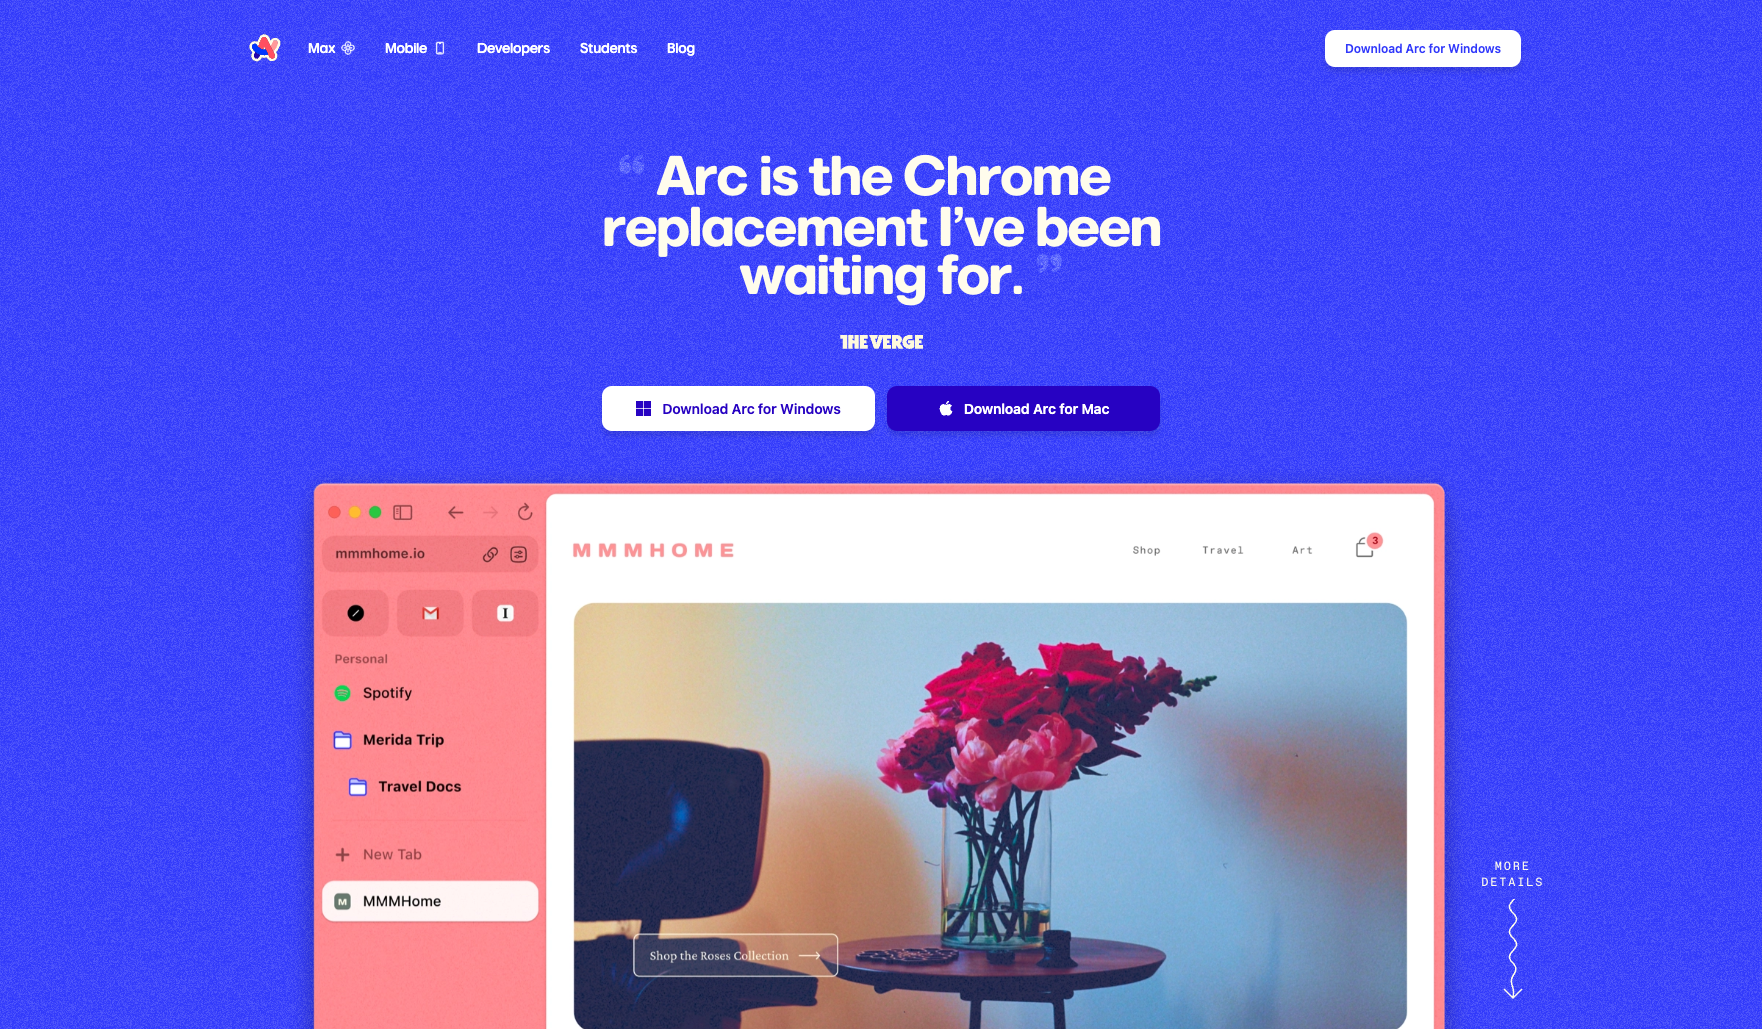 Max
Mobile
Developers
Students
Blog
Download Arc for Windows
“ Arc is the Chrome
replacement I’ve been
waiting for. ”
THE VERGE
Download Arc for Windows
Download Arc for Mac
mmmhome.io
MMMHOME
Shop
Travel
Art
3
I
Personal
Spotify
Merida Trip
Travel Docs
New Tab
M
MMMHome
Shop the Roses Collection
MORE
DETAILS